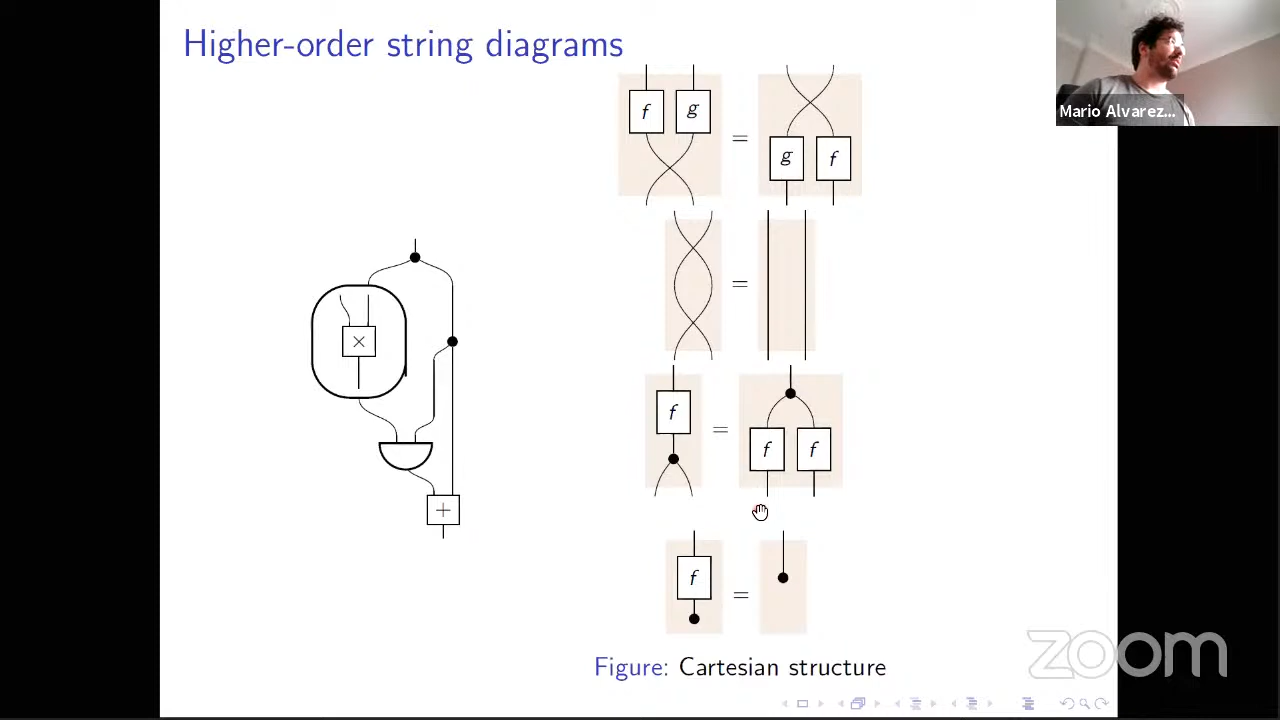 Higher-order string diagrams
Mario Alvarez...
f g = g f
=
×
f = f f
+
f =
Figure: Cartesian structure
zoom